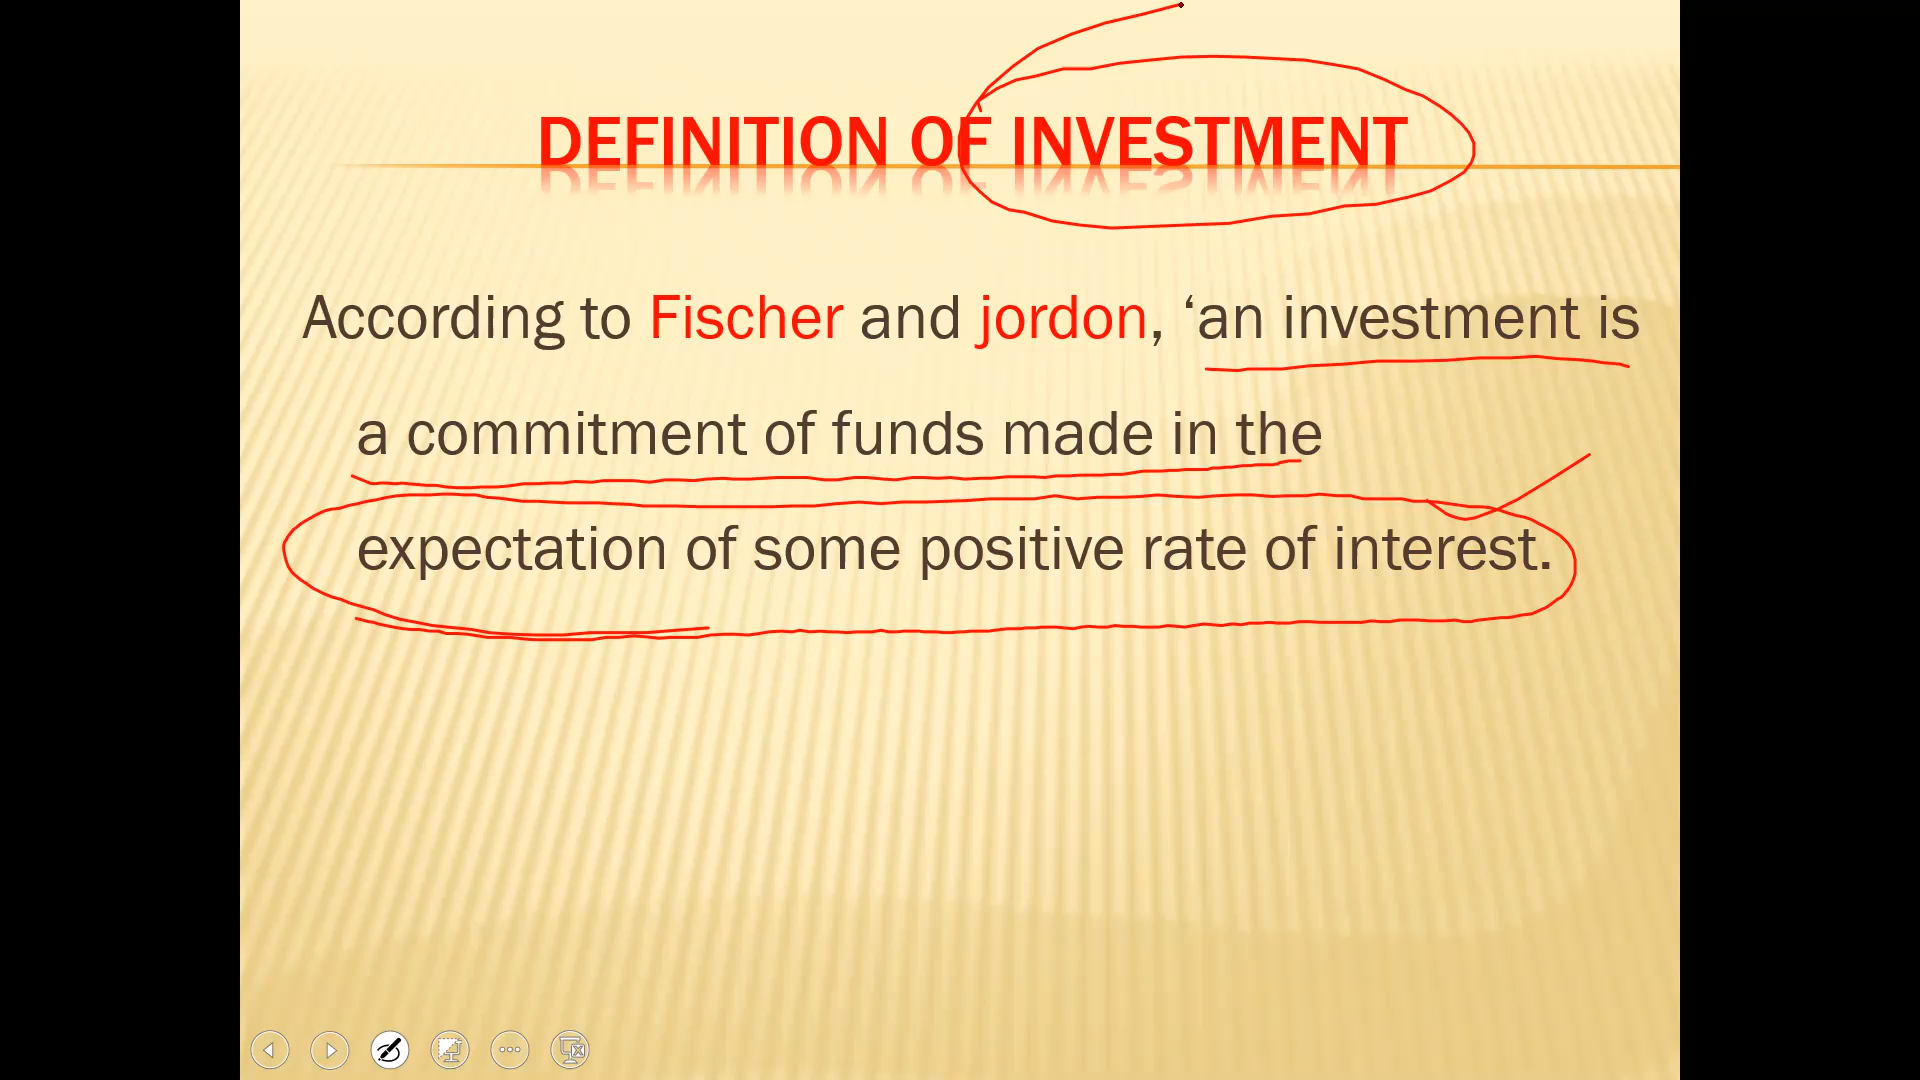 DEFINITION OF INVESTMENT
According to Fischer and jordon, ‘an investment is
a commitment of funds made in the
expectation of some positive rate of interest.